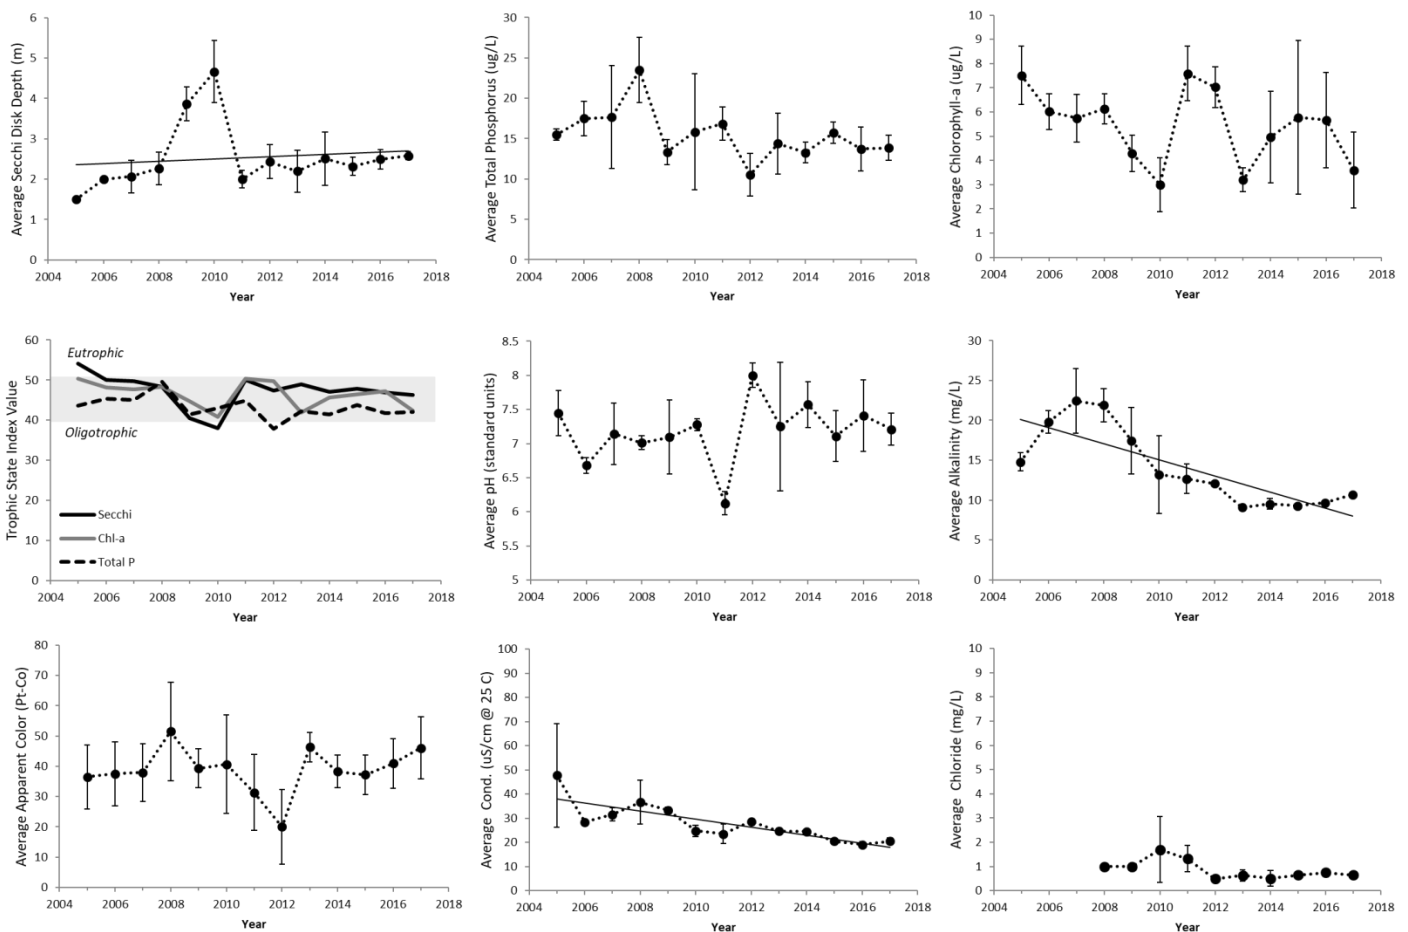 Average Secchi Disk Depth (m)
6
5
4
3
2
1
0
2004 2006 2008 2010 2012 2014 2016 2018
Year
Average Total Phosphorus (ug/L)
30
25
20
15
10
5
0
2004 2006 2008 2010 2012 2014 2016 2018
Year
Average Chlorophyll-a (ug/L)
10
9
8
7
6
5
4
3
2
1
0
2004 2006 2008 2010 2012 2014 2016 2018
Year
Trophic State Index Value
60
50
40
30
20
10
0
Eutrophic
Oligotrophic
Secchi
Chl-a
Total P
2004 2006 2008 2010 2012 2014 2016 2018
Year
Average pH (standard units)
8.5
8
7.5
7
6.5
6
5.5
5
2004 2006 2008 2010 2012 2014 2016 2018
Year
Average Alkalinity (mg/L)
30
25
20
15
10
5
0
2004 2006 2008 2010 2012 2014 2016 2018
Year
Average Apparent Color (Pt-Co)
80
70
60
50
40
30
20
10
0
2004 2006 2008 2010 2012 2014 2016 2018
Year
Average Cond. (uS/cm @ 25 C)
100
90
80
70
60
50
40
30
20
10
0
2004 2006 2008 2010 2012 2014 2016 2018
Year
Average Chloride (mg/L)
10
9
8
7
6
5
4
3
2
1
0
2004 2006 2008 2010 2012 2014 2016 2018
Year